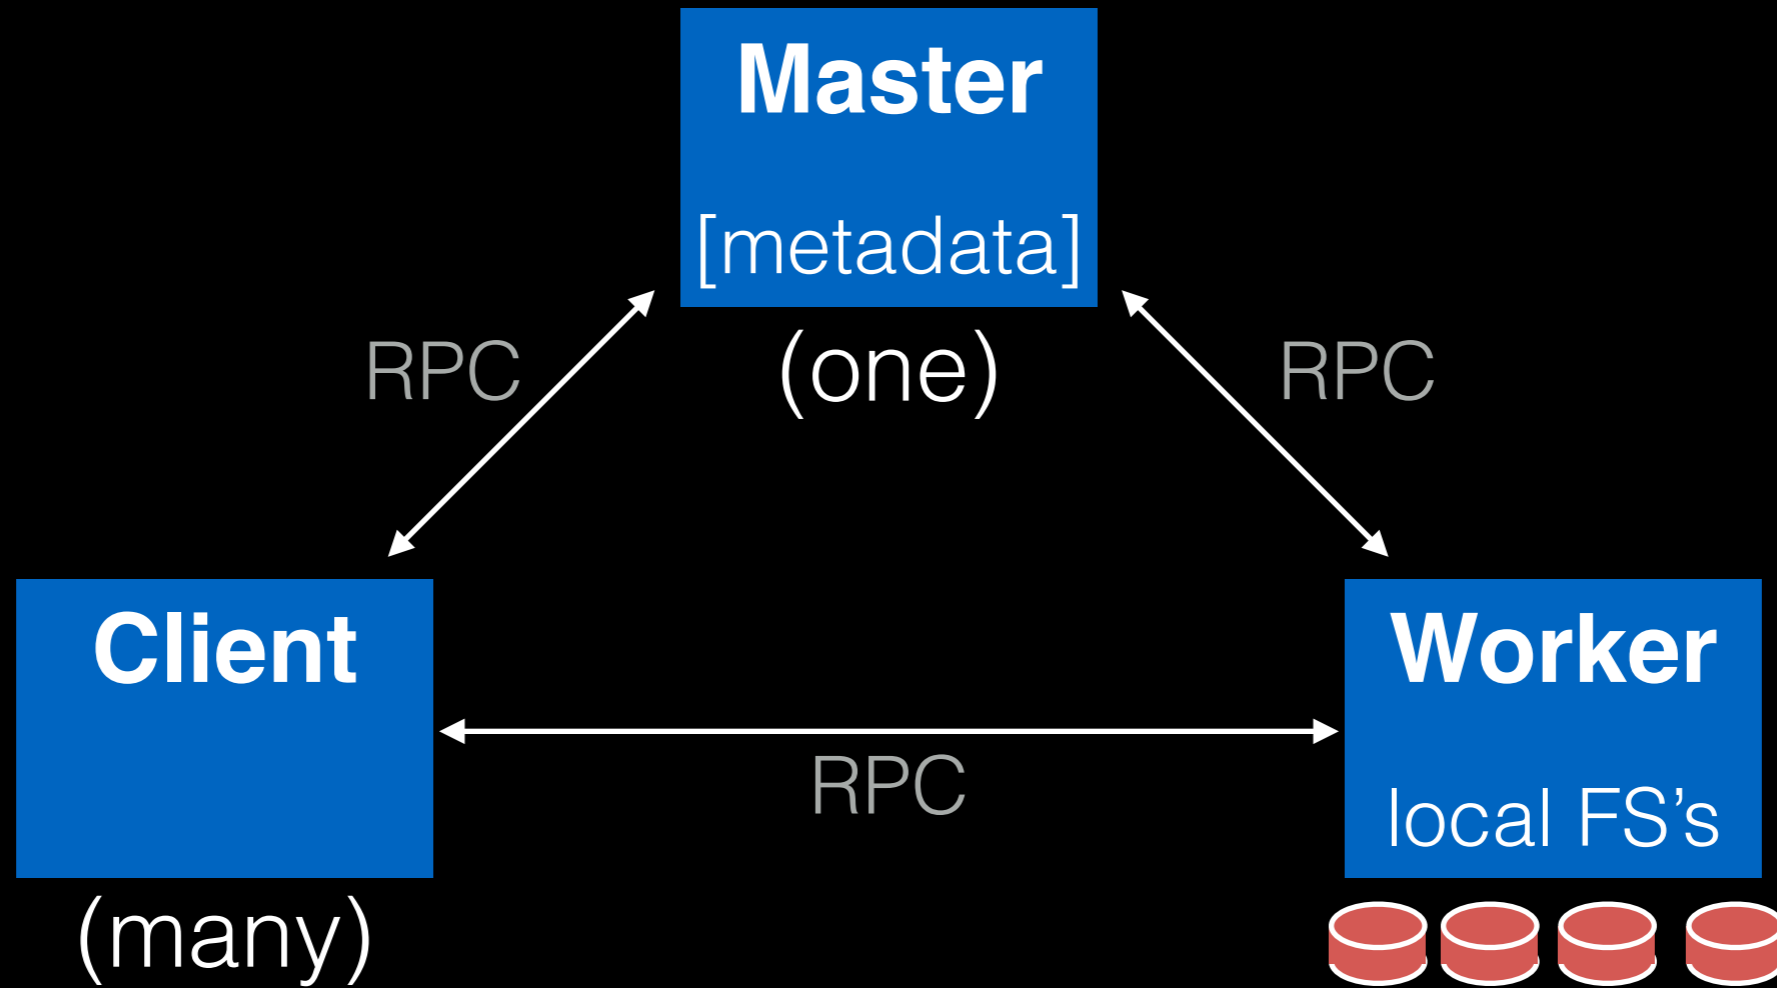 Master
[metadata]
(one)
RPC
RPC
Client
Worker
RPC
local FS’s
(many)